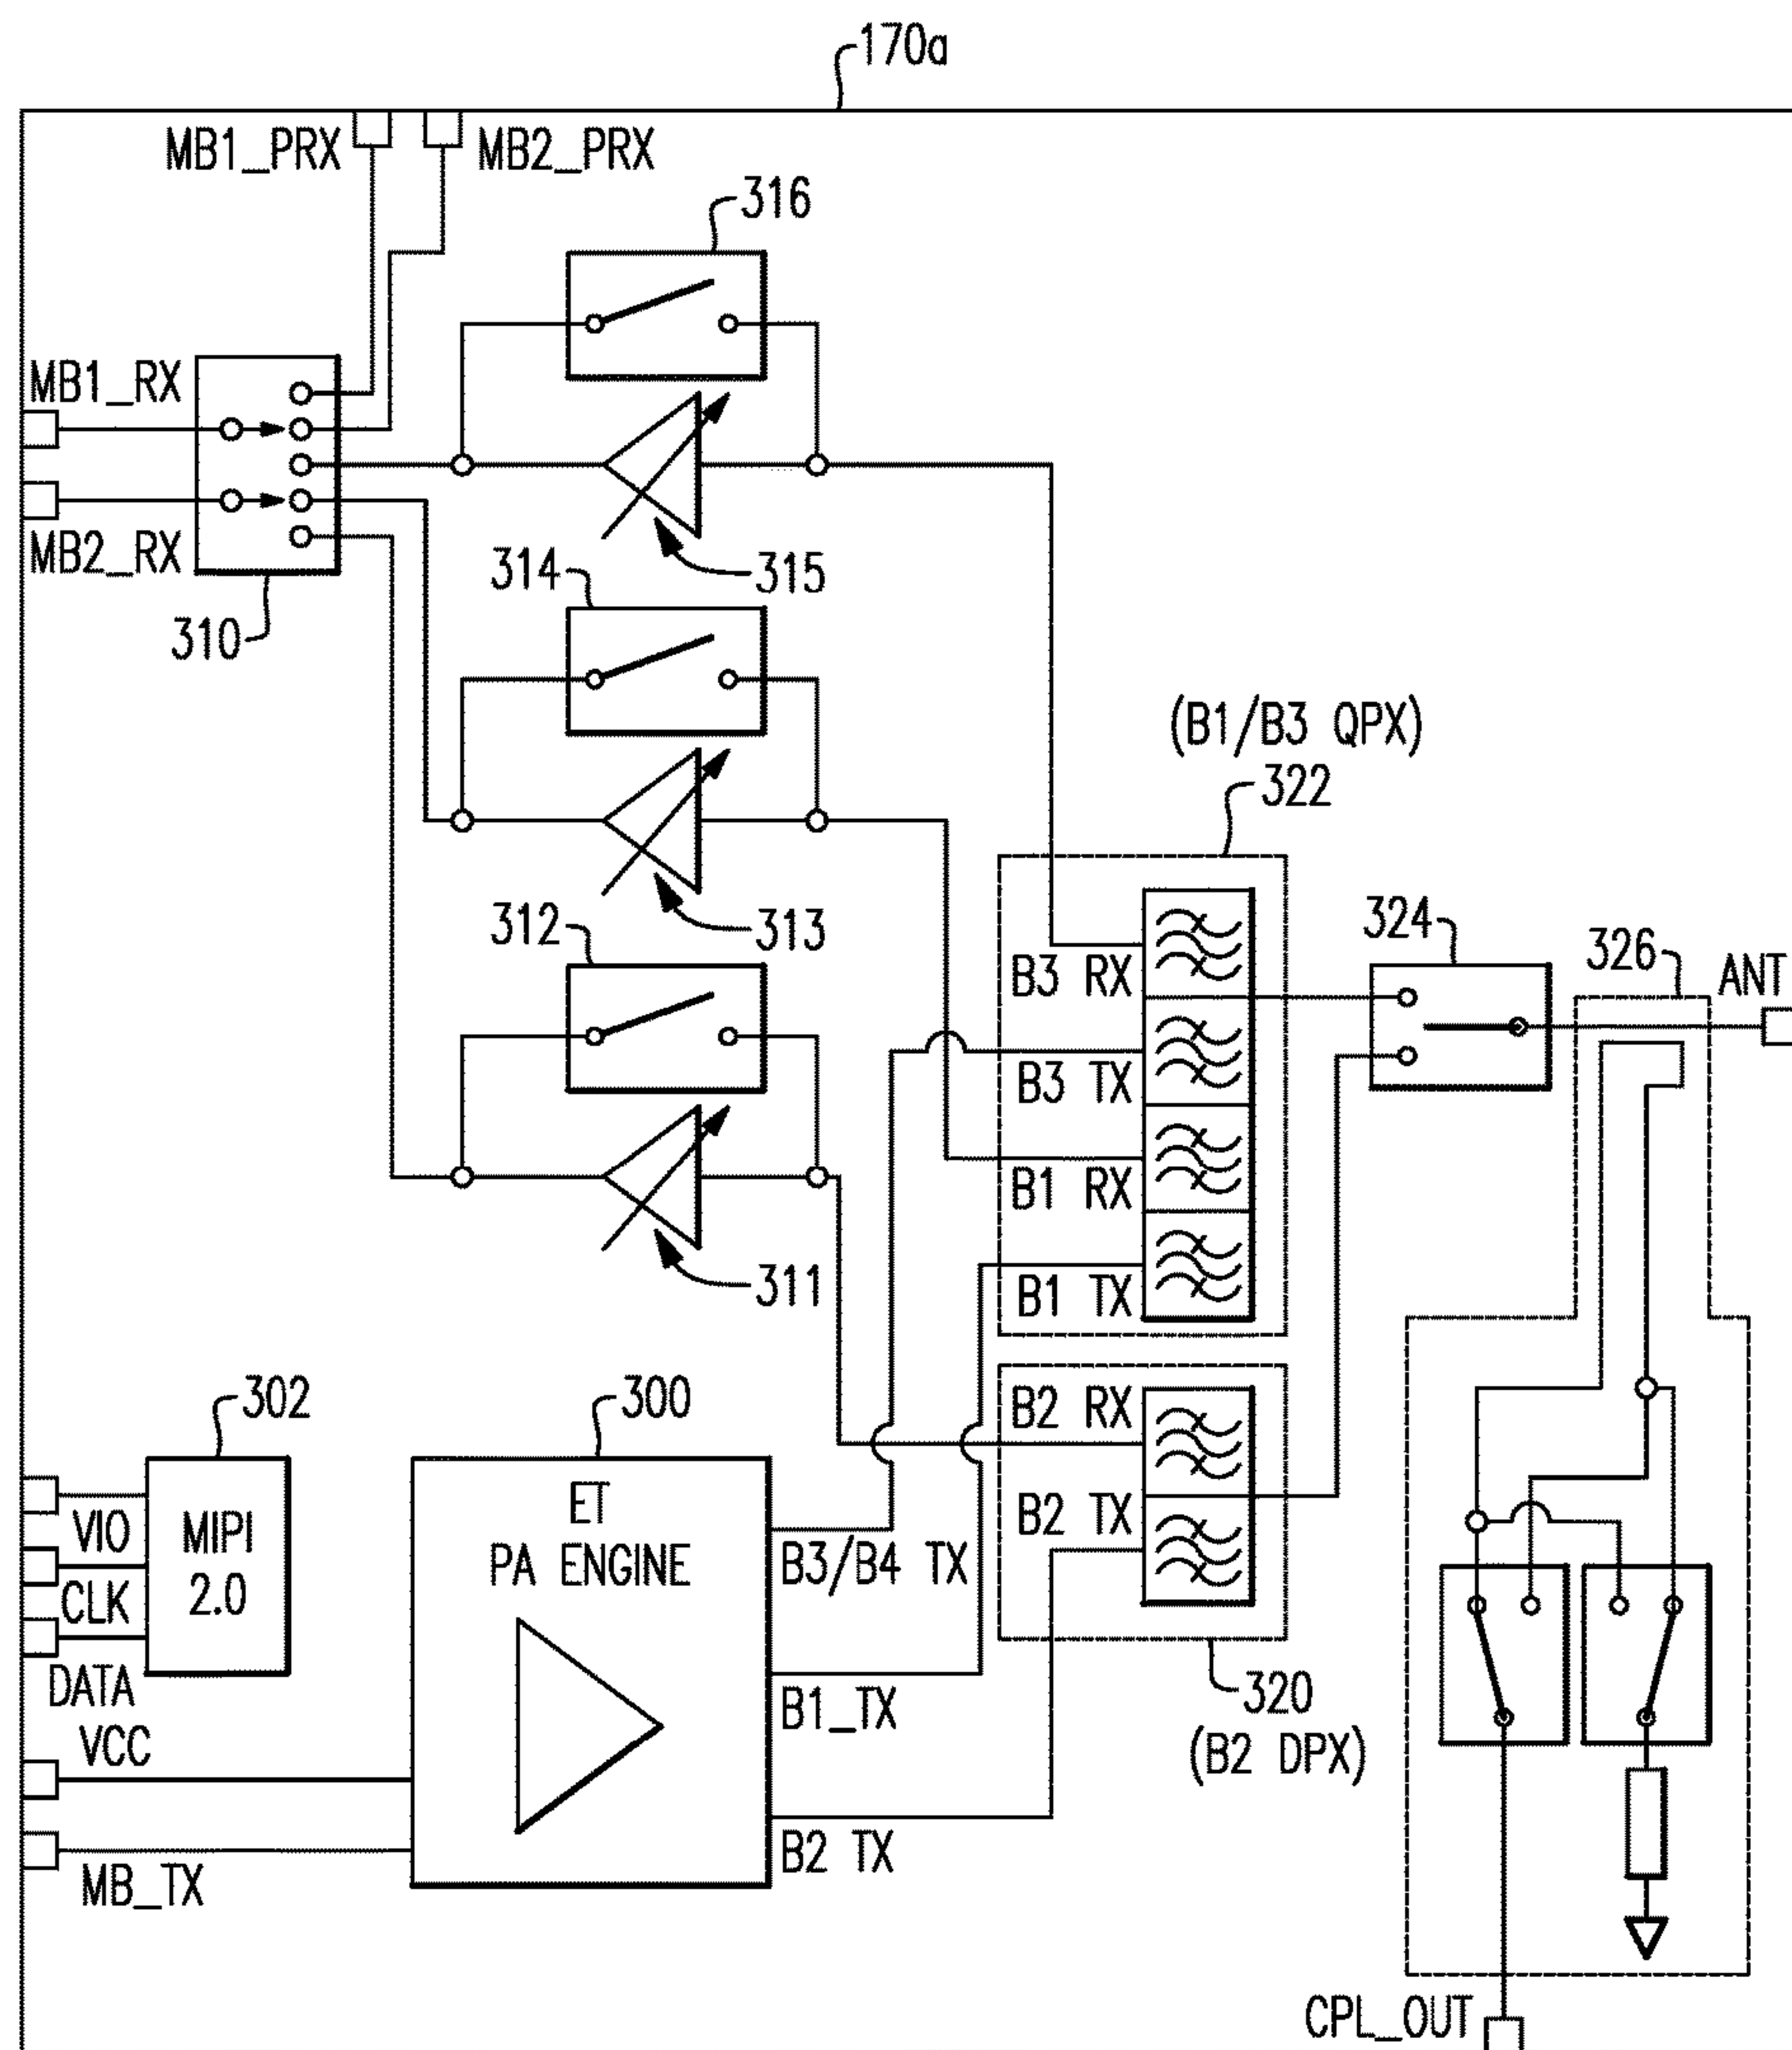 170a
MB1_PRX
MB2_PRX
316
MB1_RX
MB2_RX
310
315
314
313
312
311
(B1/B3 QPX)
322
324
326
ANT
B3 RX
B3 TX
B1 RX
B1 TX
302
300
B2 RX
B2 TX
VIO
CLK
DATA
MIPI
2.0
ET
PA ENGINE
B3/B4 TX
B1_TX
B2 TX
320
(B2 DPX)
VCC
MB_TX
CPL_OUT